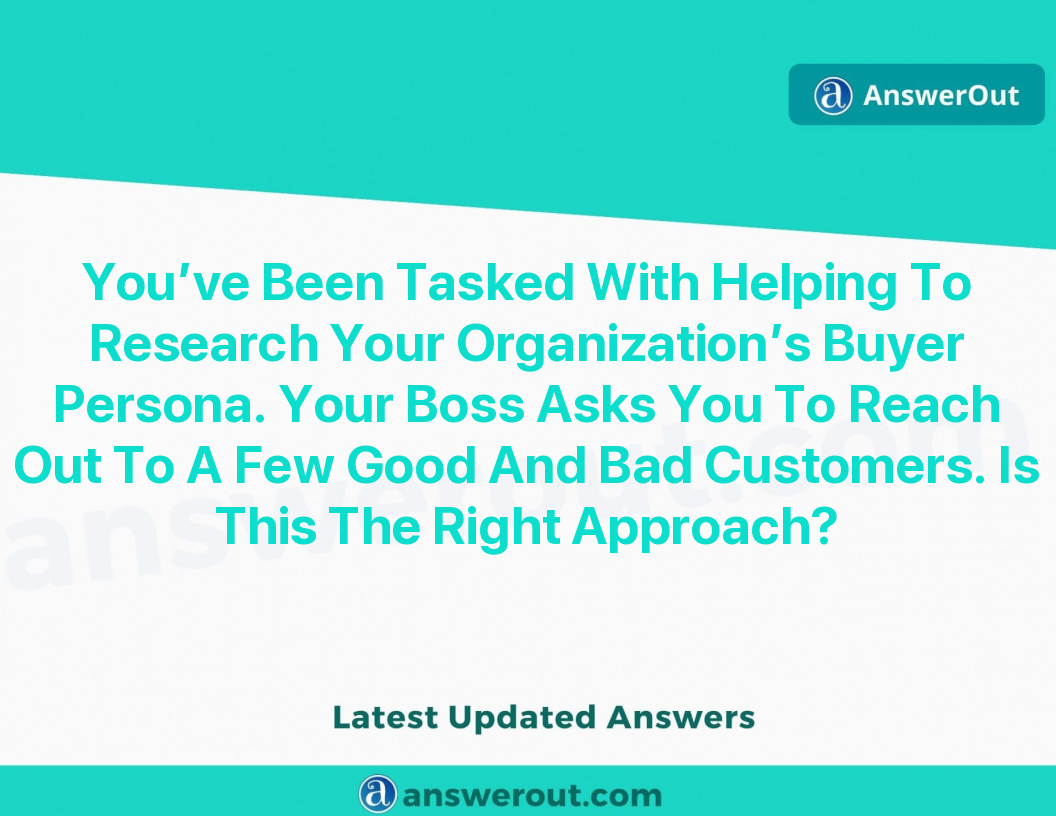 AnswerOut
You’ve Been Tasked With Helping To
Research Your Organization’s Buyer
Persona. Your Boss Asks You To Reach
Out To A Few Good And Bad Customers. Is
This The Right Approach?
answerout.com
Latest Updated Answers
answerout.com